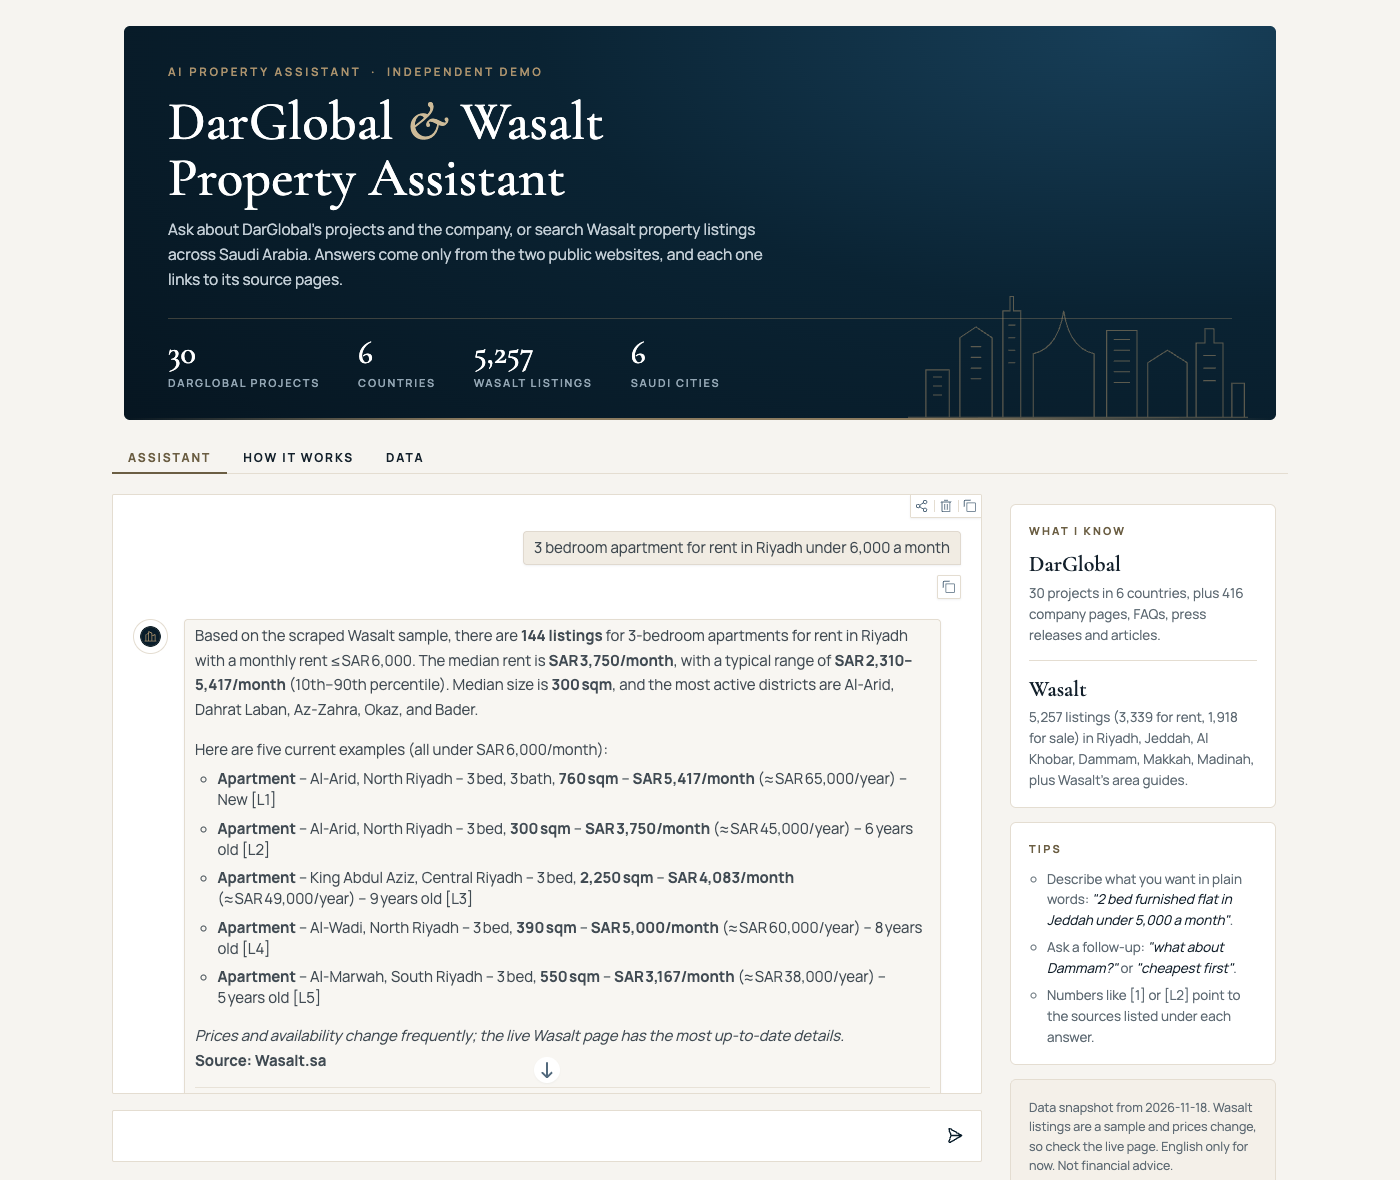 AI PROPERTY ASSISTANT · INDEPENDENT DEMO
DarGlobal & Wasalt
Property Assistant
Ask about DarGlobal's projects and the company, or search Wasalt property listings
across Saudi Arabia. Answers come only from the two public websites, and each one
links to its source pages.
30
DARGLOBAL PROJECTS
6
COUNTRIES
5,257
WASALT LISTINGS
6
SAUDI CITIES
ASSISTANT
HOW IT WORKS
DATA
3 bedroom apartment for rent in Riyadh under 6,000 a month
Based on the scraped Wasalt sample, there are 144 listings for 3-bedroom apartments for rent in Riyadh
with a monthly rent ≤ SAR 6,000. The median rent is SAR 3,750/month, with a typical range of SAR 2,310–
5,417/month (10th–90th percentile). Median size is 300 sqm, and the most active districts are Al-Arid,
Dahrat Laban, Az-Zahra, Okaz, and Bader.
Here are five current examples (all under SAR 6,000/month):
Apartment – Al-Arid, North Riyadh – 3 bed, 3 bath, 760 sqm – SAR 5,417/month (≈ SAR 65,000/year) –
New [L1]
Apartment – Al-Arid, North Riyadh – 3 bed, 300 sqm – SAR 3,750/month (≈ SAR 45,000/year) – 6 years
old [L2]
Apartment – King Abdul Aziz, Central Riyadh – 3 bed, 2,250 sqm – SAR 4,083/month
(≈ SAR 49,000/year) – 9 years old [L3]
Apartment – Al-Wadi, North Riyadh – 3 bed, 390 sqm – SAR 5,000/month (≈ SAR 60,000/year) – 8 years
old [L4]
Apartment – Al-Marwah, South Riyadh – 3 bed, 550 sqm – SAR 3,167/month (≈ SAR 38,000/year) –
5 years old [L5]
Prices and availability change frequently; the live Wasalt page has the most up-to-date details.
Source: Wasalt.sa
WHAT I KNOW
DarGlobal
30 projects in 6 countries, plus 416
company pages, FAQs, press
releases and articles.
Wasalt
5,257 listings (3,339 for rent, 1,918
for sale) in Riyadh, Jeddah, Al
Khobar, Dammam, Makkah, Madinah,
plus Wasalt's area guides.
TIPS
Describe what you want in plain
words: "2 bed furnished flat in
Jeddah under 5,000 a month".
Ask a follow-up: "what about
Dammam?" or "cheapest first".
Numbers like [1] or [L2] point to
the sources listed under each
answer.
Data snapshot from 2026-11-18. Wasalt
listings are a sample and prices change,
so check the live page. English only for
now. Not financial advice.